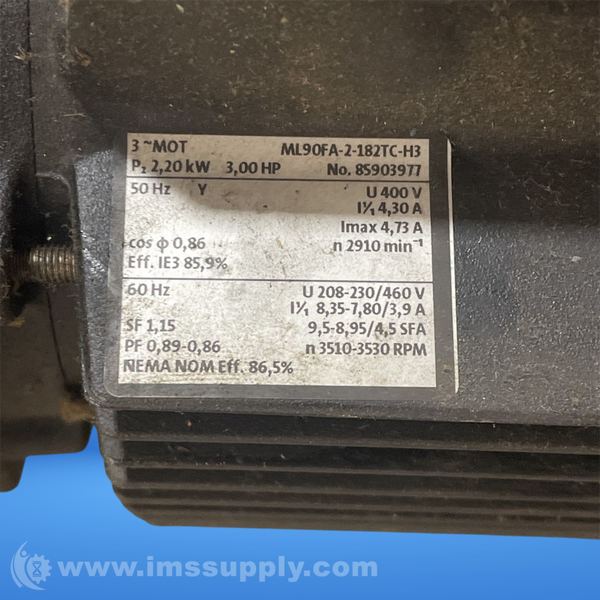 3 ~MOT ML90FA-2-182TC-H3
P₂ 2,20 kW 3,00 HP No. 85903977
50 Hz Y U 400 V
I¹/₁ 4,30 A
Imax 4,73 A
cos φ 0,86 n 2910 min⁻¹
Eff. IE3 85,9%
60 Hz U 208-230/460 V
I¹/₁ 8,35-7,80/3,9 A
SF 1,15 9,5-8,95/4,5 SFA
PF 0,89-0,86 n 3510-3530 RPM
NEMA NOM Eff. 86,5%
www.imssupply.com